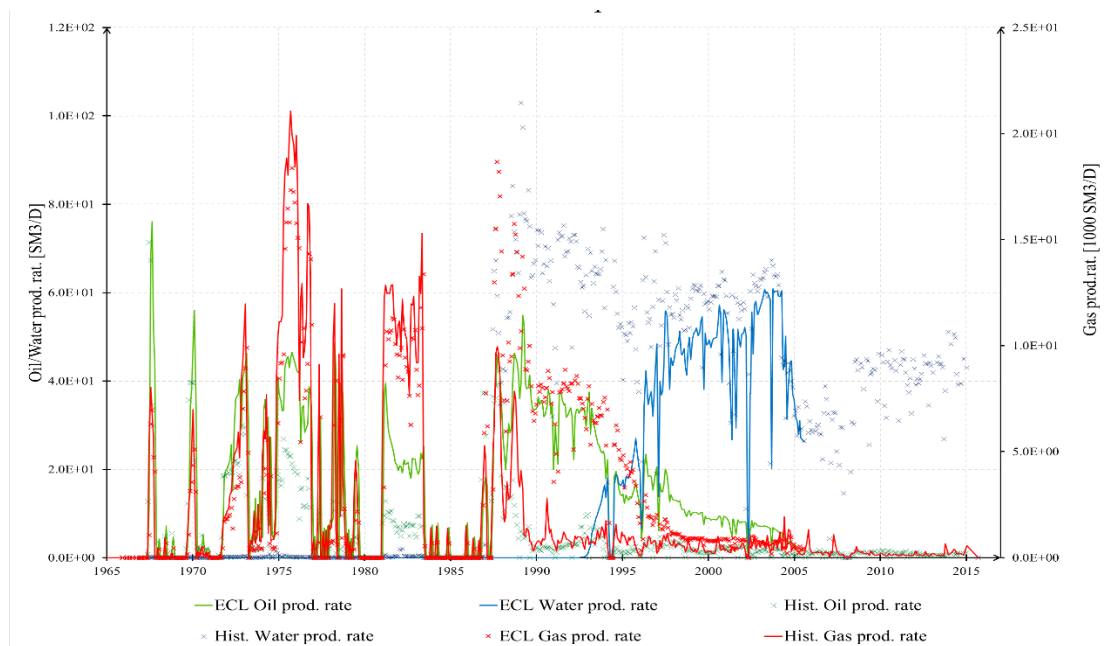 1.2E+02
2.5E+01
1.0E+02
2.0E+01
8.0E+01
1.5E+01
6.0E+01
1.0E+01
4.0E+01
5.0E+00
2.0E+01
0.0E+00
0.0E+00
Oil/Water prod. rat. [SM3/D]
Gas prod.rat. [1000 SM3/D]
1965 1970 1975 1980 1985 1990 1995 2000 2005 2010 2015
ECL Oil prod. rate ECL Water prod. rate Hist. Oil prod. rate
Hist. Water prod. rate ECL Gas prod. rate Hist. Gas prod. rate